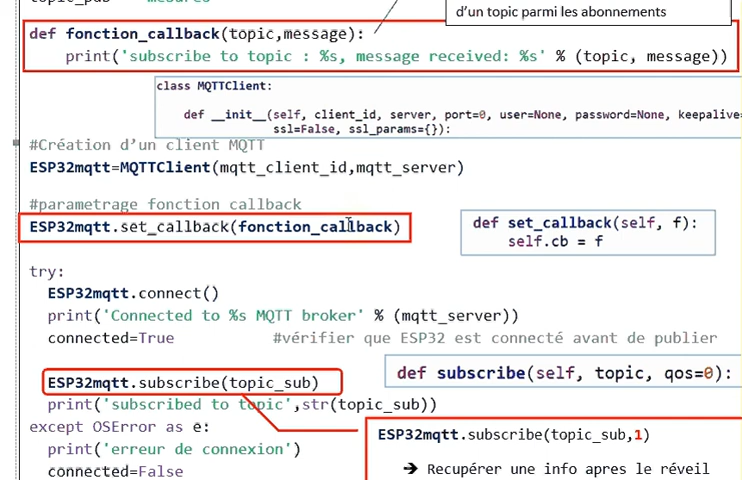 d'un topic parmi les abonnements
def fonction_callback(topic,message):
print('subscribe to topic : %s, message received: %s' % (topic, message))
class MQTTClient:
def __init__(self, client_id, server, port=0, user=None, password=None, keepalive=
ssl=False, ssl_params={}):
#Création d'un client MQTT
ESP32mqtt=MQTTClient(mqtt_client_id,mqtt_server)
#parametrage fonction callback
ESP32mqtt.set_callback(fonction_callback)
def set_callback(self, f):
self.cb = f
try:
ESP32mqtt.connect()
print('Connected to %s MQTT broker' % (mqtt_server))
connected=True #vérifier que ESP32 est connecté avant de publier
ESP32mqtt.subscribe(topic_sub)
def subscribe(self, topic, qos=0):
print('subscribed to topic',str(topic_sub))
except OSError as e:
ESP32mqtt.subscribe(topic_sub,1)
print('erreur de connexion')
➔ Recupérer une info apres le réveil
connected=False